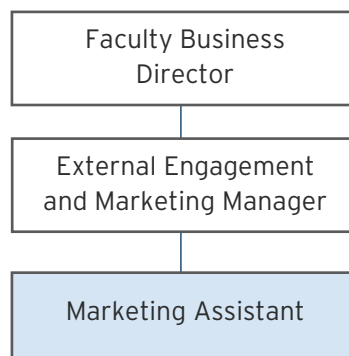 Faculty Business
Director
External Engagement
and Marketing Manager
Marketing Assistant